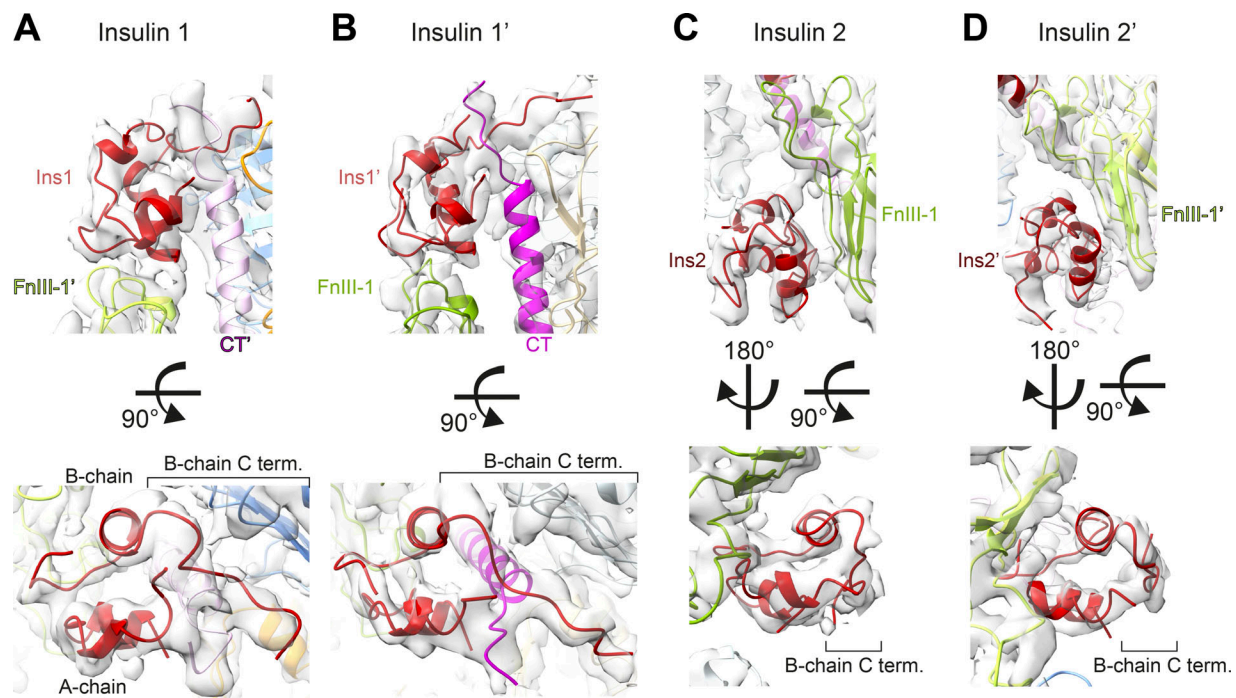 A Insulin 1
B Insulin 1’
C Insulin 2
D Insulin 2’
Ins1
FnIII-1’
CT’
Ins1’
FnIII-1
CT
FnIII-1
Ins2
FnIII-1’
Ins2’
90°
90°
180°
90°
180°
90°
B-chain C term.
B-chain
A-chain
B-chain C term.
B-chain C term.
B-chain C term.